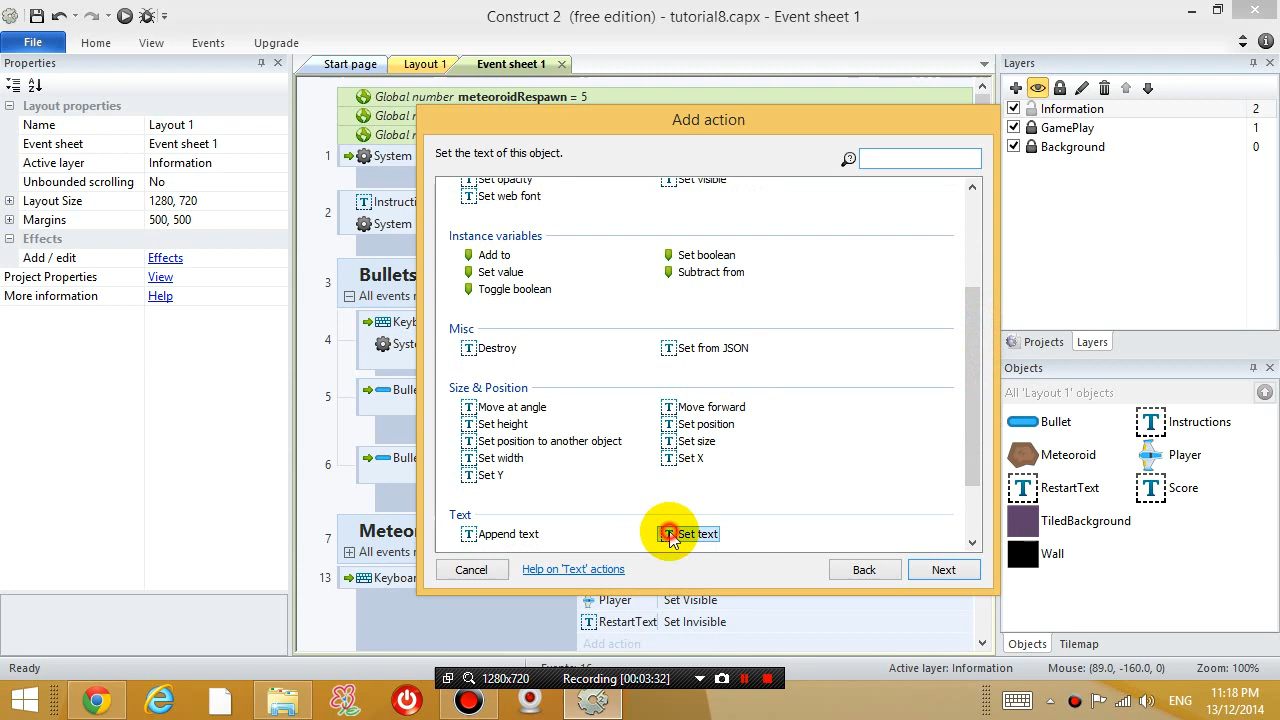 Construct 2 (free edition) - tutorial8.capx - Event sheet 1
File Home View Events Upgrade
Properties
Layout properties
Name Layout 1
Event sheet Event sheet 1
Active layer Information
Unbounded scrolling No
Layout Size 1280, 720
Margins 500, 500
Effects
Add / edit Effects
Project Properties View
More information Help
Start page Layout 1 Event sheet 1
Global number meteoroidRespawn = 5
Global
Global
1 System
2 Instructi
System
3 Bullets
All events
4 Keyb
Syste
5 Bulle
6 Bulle
7 Meteor
All events
13 Keyboar
Player Set Visible
RestartText Set Invisible
Add action
Add action
Set the text of this object.
Set opacity Set visible
Set web font
Instance variables
Add to Set boolean
Set value Subtract from
Toggle boolean
Misc
Destroy Set from JSON
Size & Position
Move at angle Move forward
Set height Set position
Set position to another object Set size
Set width Set X
Set Y
Text
Append text Set text
Cancel Help on 'Text' actions Back Next
Layers
Information 2
GamePlay 1
Background 0
Projects Layers
Objects
All 'Layout 1' objects
Bullet Instructions
Meteoroid Player
RestartText Score
TiledBackground
Wall
Objects Tilemap
Ready Active layer: Information Mouse: (89.0, -160.0, 0) Zoom: 100%
1280x720 Recording [00:03:32]
ENG 11:18 PM
13/12/2014